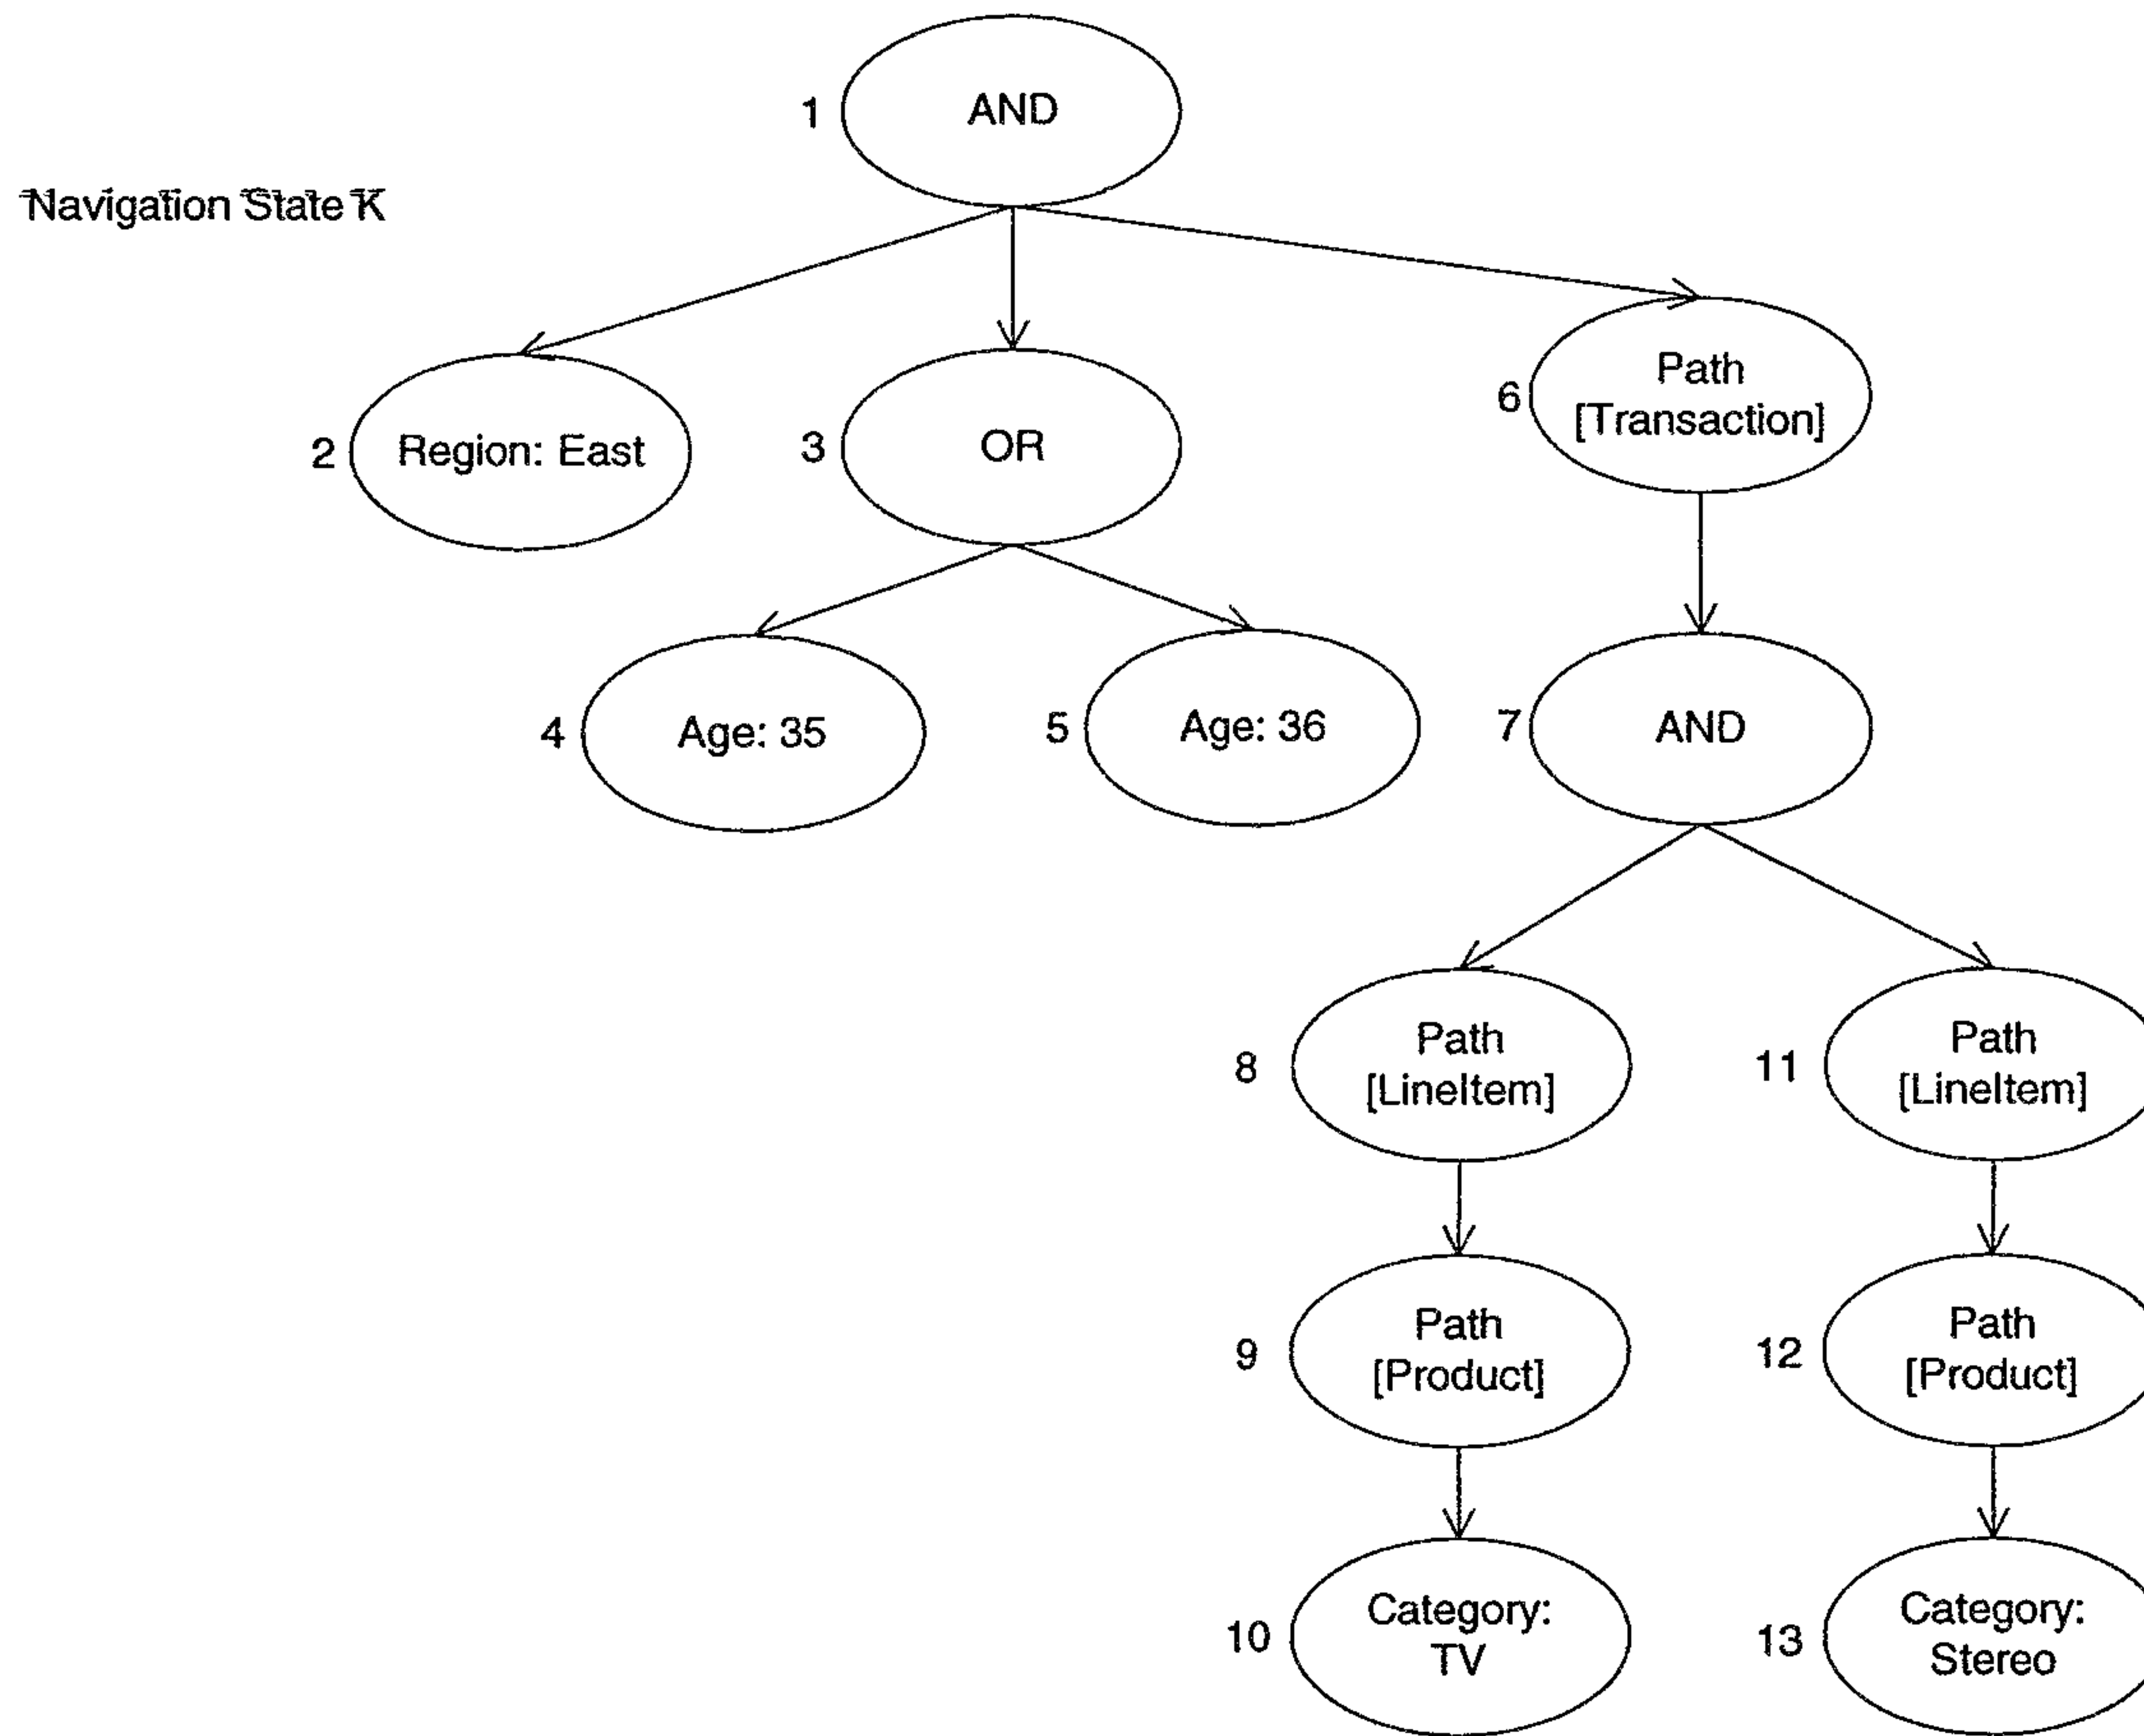 1
AND
Navigation State K
2
Region: East
3
OR
6
Path
[Transaction]
4
Age: 35
5
Age: 36
7
AND
8
Path
[LineItem]
11
Path
[LineItem]
9
Path
[Product]
12
Path
[Product]
10
Category:
TV
13
Category:
Stereo